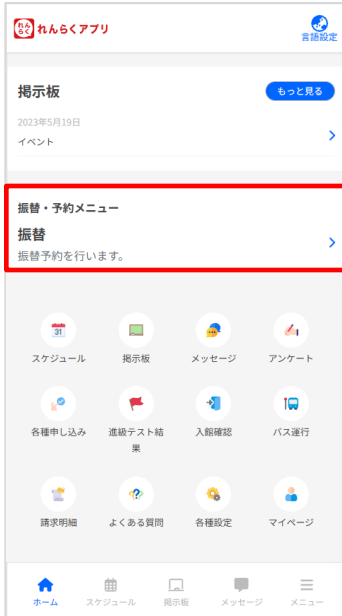 れんらく れんらくアプリ
言語設定
掲示板
もっと見る
2023年5月19日
イベント
振替・予約メニュー
振替
振替予約を行います。
31
スケジュール 掲示板 メッセージ アンケート
各種申し込み 進級テスト結 入館確認 バス運行
果
請求明細 よくある質問 各種設定 マイページ
ホーム スケジュール 掲示板 メッセージ メニュー